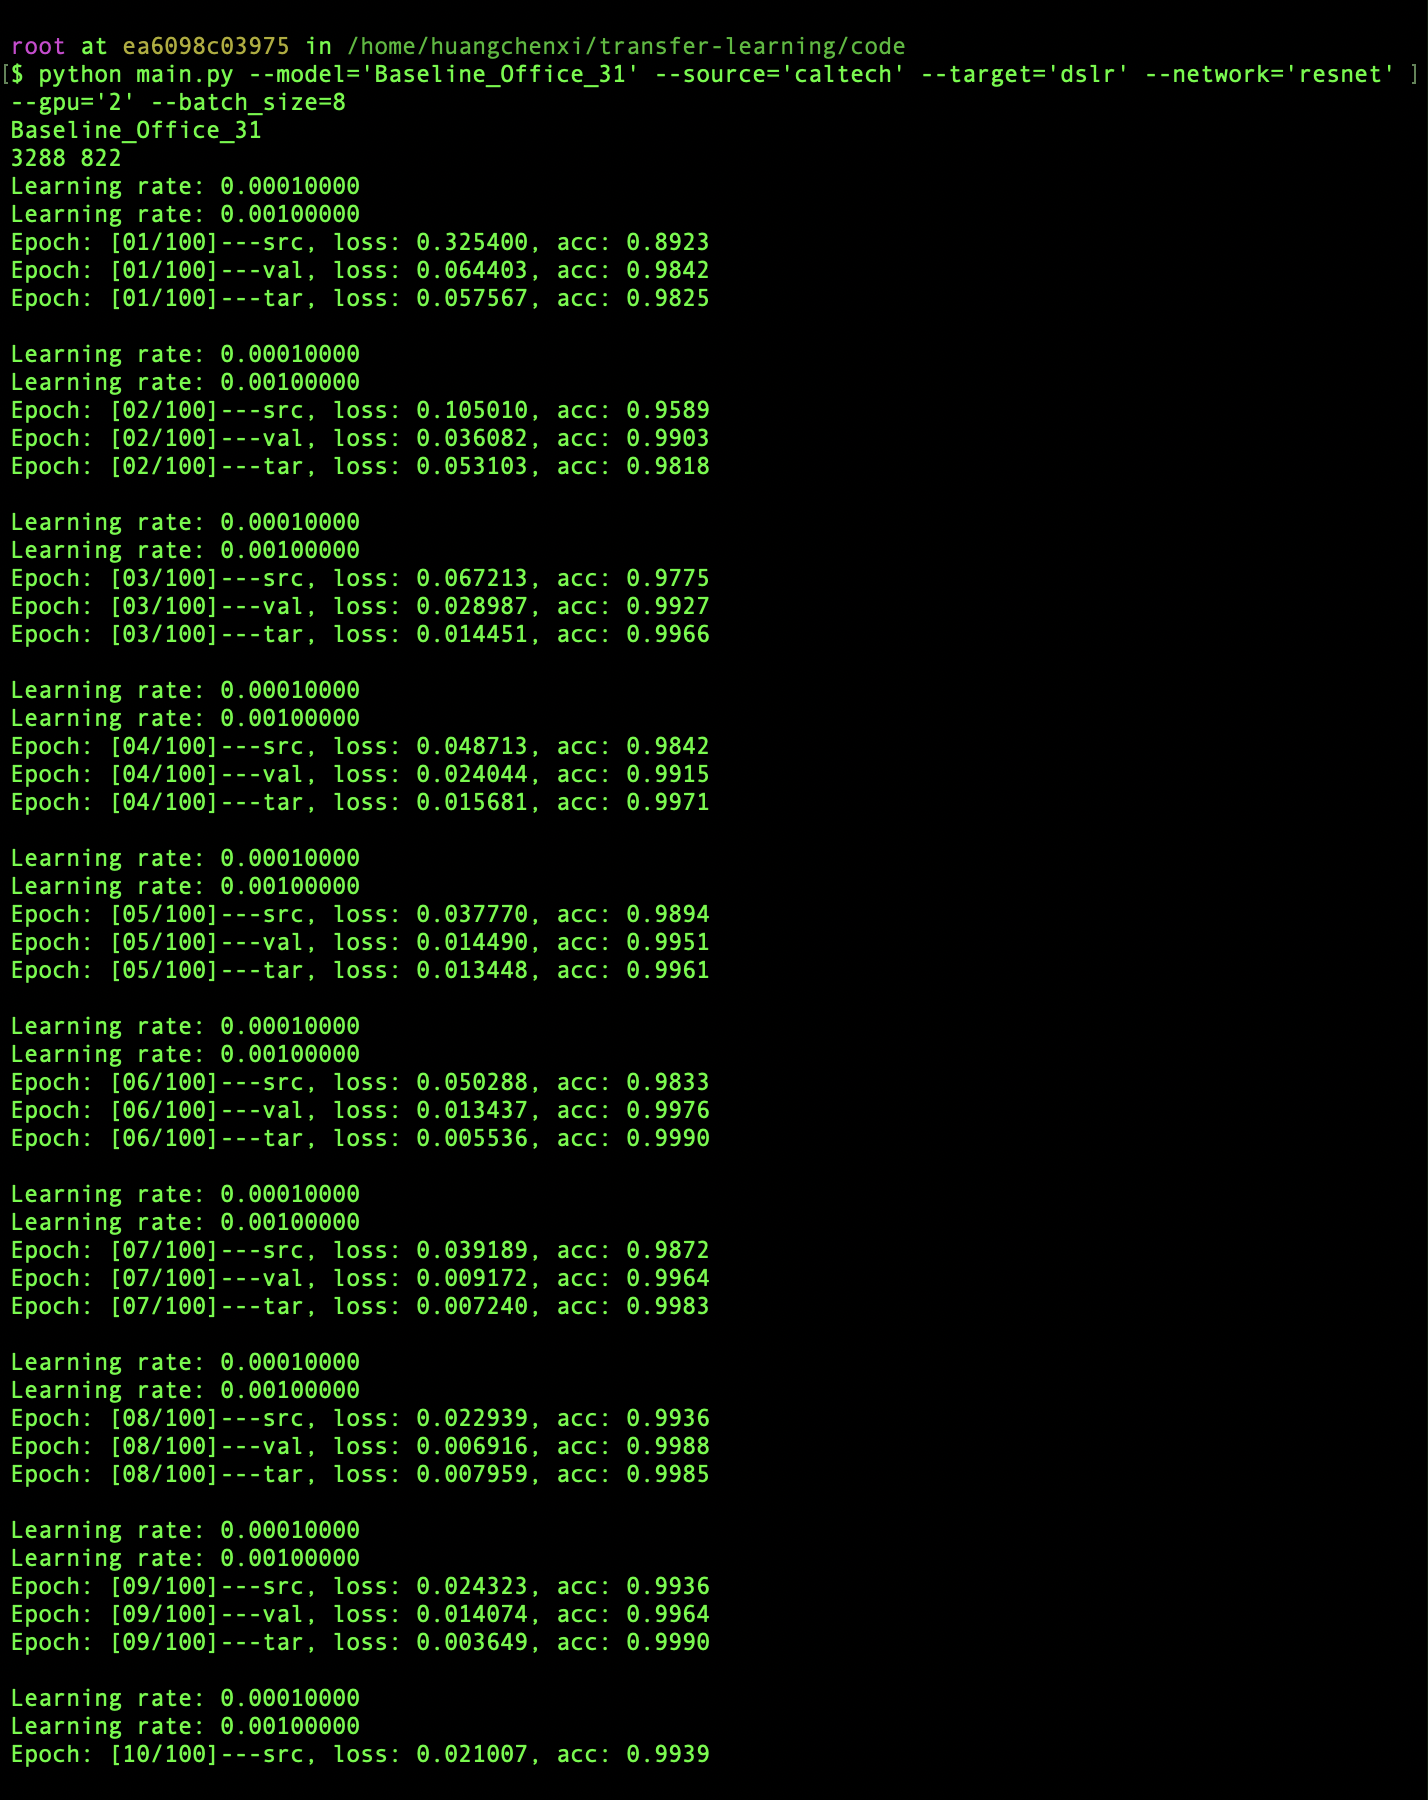 root at ea6098c03975 in /home/huangchenxi/transfer-learning/code
[$ python main.py --model='Baseline_Office_31' --source='caltech' --target='dslr' --network='resnet' ]
--gpu='2' --batch_size=8
Baseline_Office_31
3288 822
Learning rate: 0.00010000
Learning rate: 0.00100000
Epoch: [01/100]---src, loss: 0.325400, acc: 0.8923
Epoch: [01/100]---val, loss: 0.064403, acc: 0.9842
Epoch: [01/100]---tar, loss: 0.057567, acc: 0.9825

Learning rate: 0.00010000
Learning rate: 0.00100000
Epoch: [02/100]---src, loss: 0.105010, acc: 0.9589
Epoch: [02/100]---val, loss: 0.036082, acc: 0.9903
Epoch: [02/100]---tar, loss: 0.053103, acc: 0.9818

Learning rate: 0.00010000
Learning rate: 0.00100000
Epoch: [03/100]---src, loss: 0.067213, acc: 0.9775
Epoch: [03/100]---val, loss: 0.028987, acc: 0.9927
Epoch: [03/100]---tar, loss: 0.014451, acc: 0.9966

Learning rate: 0.00010000
Learning rate: 0.00100000
Epoch: [04/100]---src, loss: 0.048713, acc: 0.9842
Epoch: [04/100]---val, loss: 0.024044, acc: 0.9915
Epoch: [04/100]---tar, loss: 0.015681, acc: 0.9971

Learning rate: 0.00010000
Learning rate: 0.00100000
Epoch: [05/100]---src, loss: 0.037770, acc: 0.9894
Epoch: [05/100]---val, loss: 0.014490, acc: 0.9951
Epoch: [05/100]---tar, loss: 0.013448, acc: 0.9961

Learning rate: 0.00010000
Learning rate: 0.00100000
Epoch: [06/100]---src, loss: 0.050288, acc: 0.9833
Epoch: [06/100]---val, loss: 0.013437, acc: 0.9976
Epoch: [06/100]---tar, loss: 0.005536, acc: 0.9990

Learning rate: 0.00010000
Learning rate: 0.00100000
Epoch: [07/100]---src, loss: 0.039189, acc: 0.9872
Epoch: [07/100]---val, loss: 0.009172, acc: 0.9964
Epoch: [07/100]---tar, loss: 0.007240, acc: 0.9983

Learning rate: 0.00010000
Learning rate: 0.00100000
Epoch: [08/100]---src, loss: 0.022939, acc: 0.9936
Epoch: [08/100]---val, loss: 0.006916, acc: 0.9988
Epoch: [08/100]---tar, loss: 0.007959, acc: 0.9985

Learning rate: 0.00010000
Learning rate: 0.00100000
Epoch: [09/100]---src, loss: 0.024323, acc: 0.9936
Epoch: [09/100]---val, loss: 0.014074, acc: 0.9964
Epoch: [09/100]---tar, loss: 0.003649, acc: 0.9990

Learning rate: 0.00010000
Learning rate: 0.00100000
Epoch: [10/100]---src, loss: 0.021007, acc: 0.9939